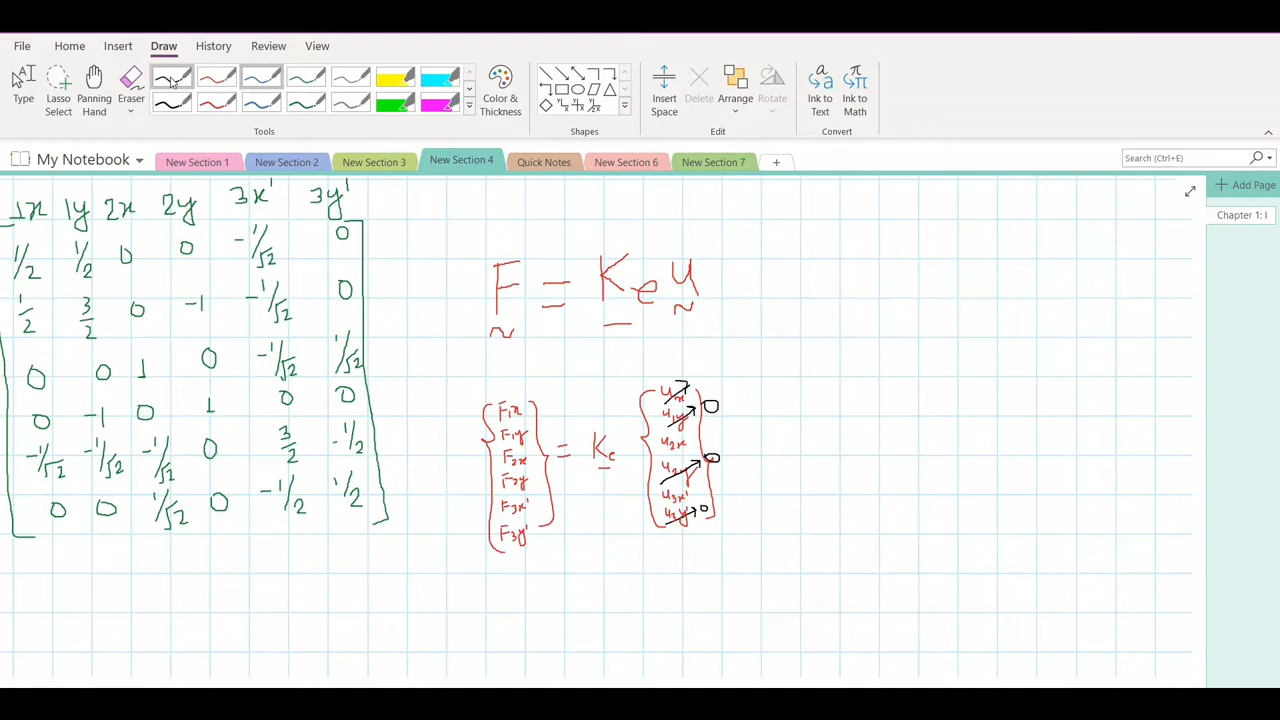 File Home Insert Draw History Review View
Type Lasso Select Panning Hand Eraser Color & Thickness Insert Space Delete Arrange Rotate Ink to Text Ink to Math
Tools Shapes Edit Convert
My Notebook New Section 1 New Section 2 New Section 3 New Section 4 Quick Notes New Section 6 New Section 7 + Search (Ctrl+E)
Add Page
Chapter 1: I
1x 1y 2x 2y 3x' 3y'
1/2 1/2 0 0 -1/√2 0
1/2 3/2 0 -1 -1/√2 0
0 0 1 0 -1/√2 1/√2
0 -1 0 1 0 0
-1/√2 -1/√2 -1/√2 0 3/2 -1/2
0 0 1/√2 0 -1/2 1/2
F = Ke u
F1x
F1y
F2x
F2y
F3x'
F3y'
= Ke
u1x
u1y 0
u2x
u2y 0
u3x'
u3y' 0